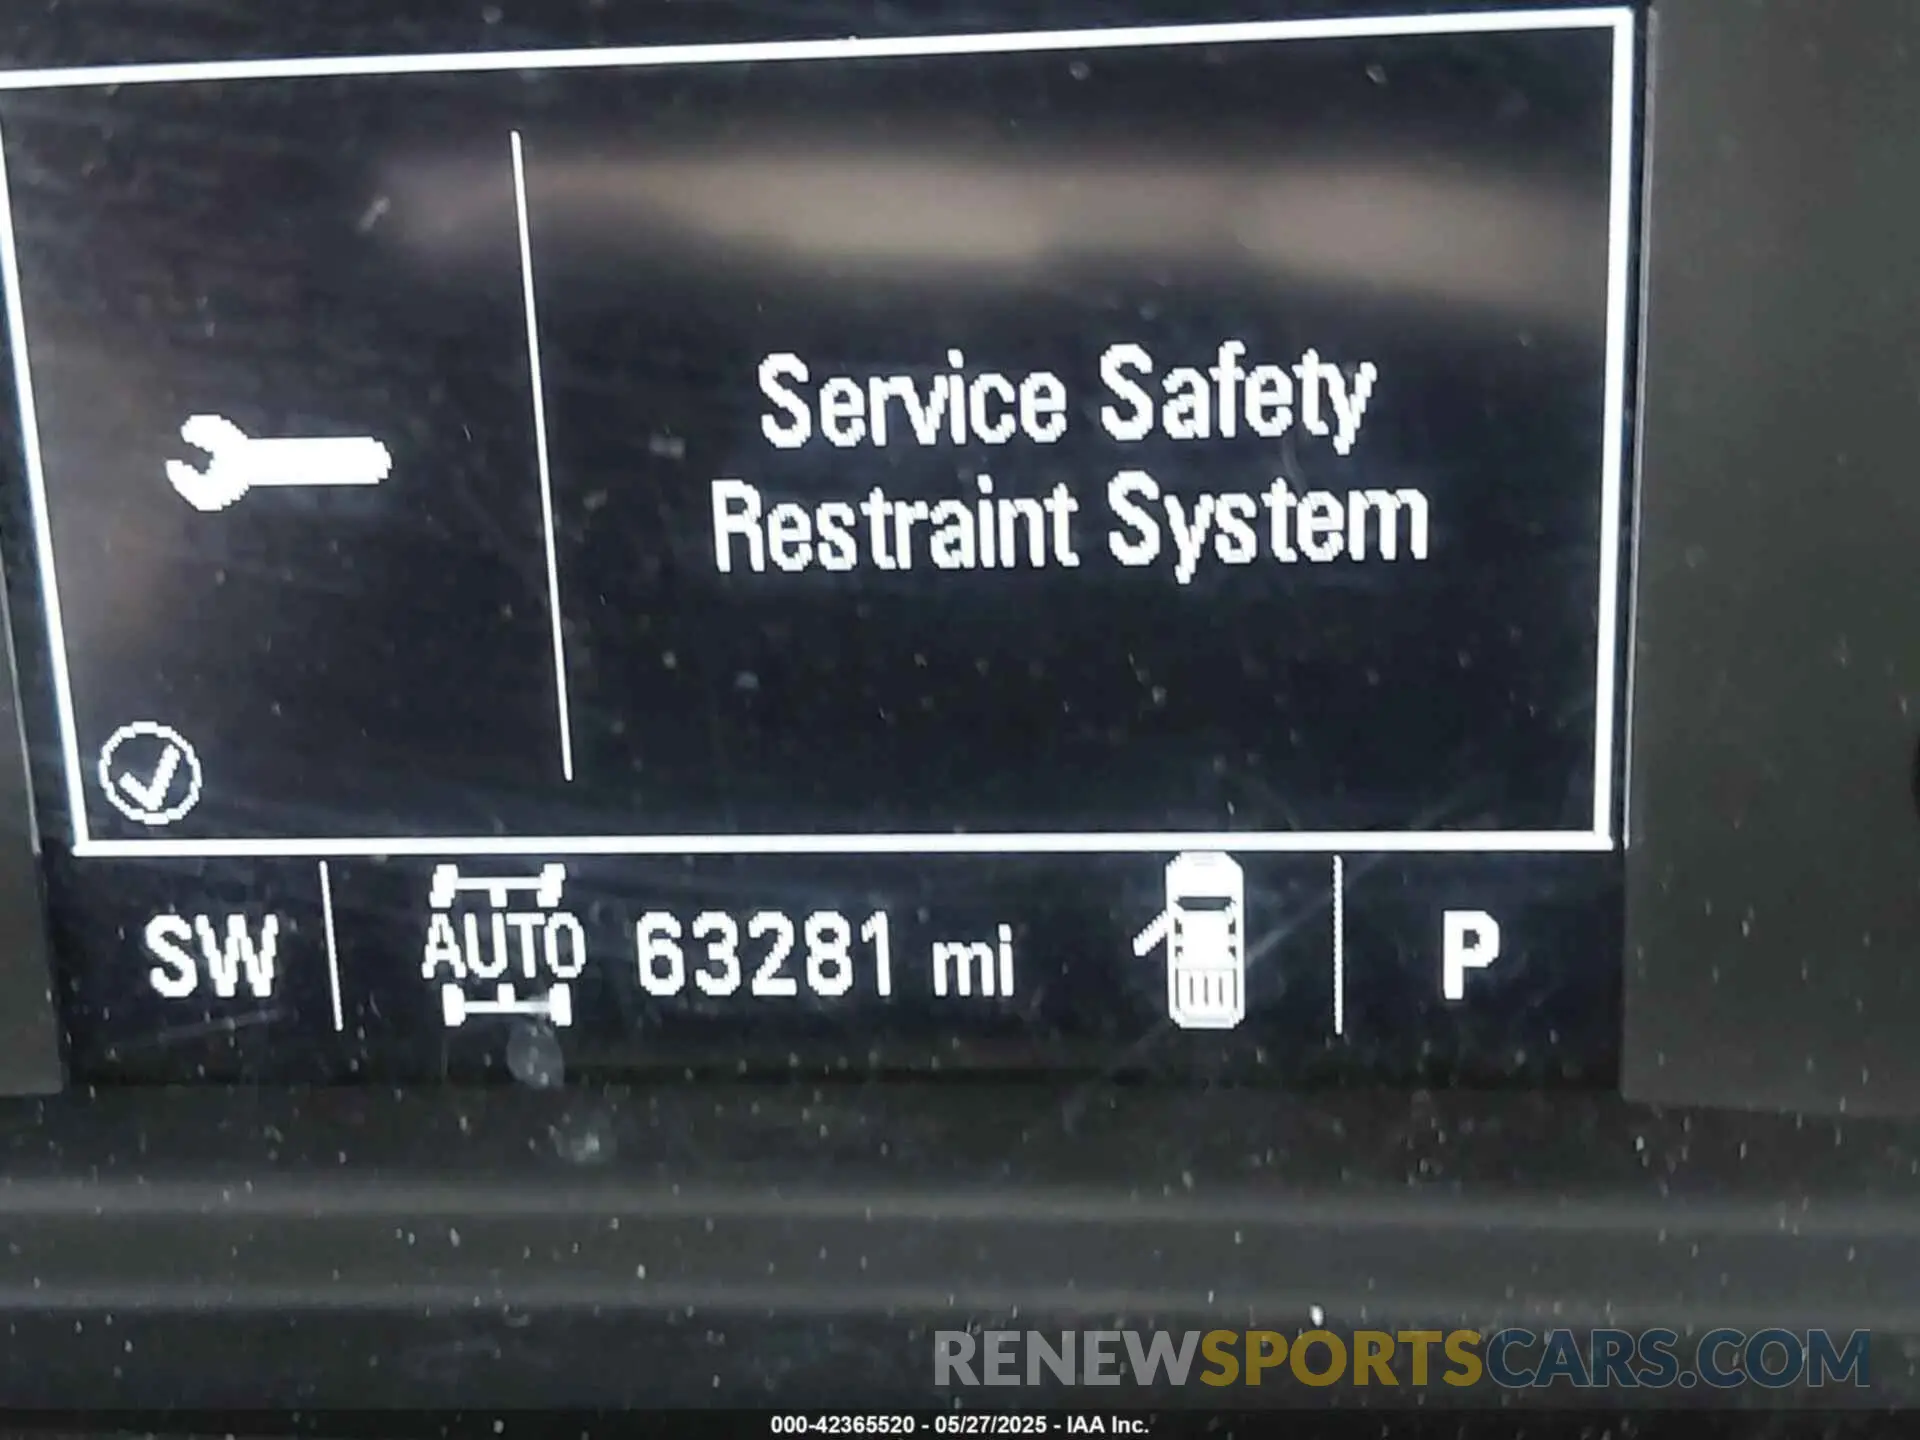 Service Safety
Restraint System
SW AUTO 63281 mi P
RENEWSPORTSCARS.COM
000-42365520 - 05/27/2025 - IAA Inc.